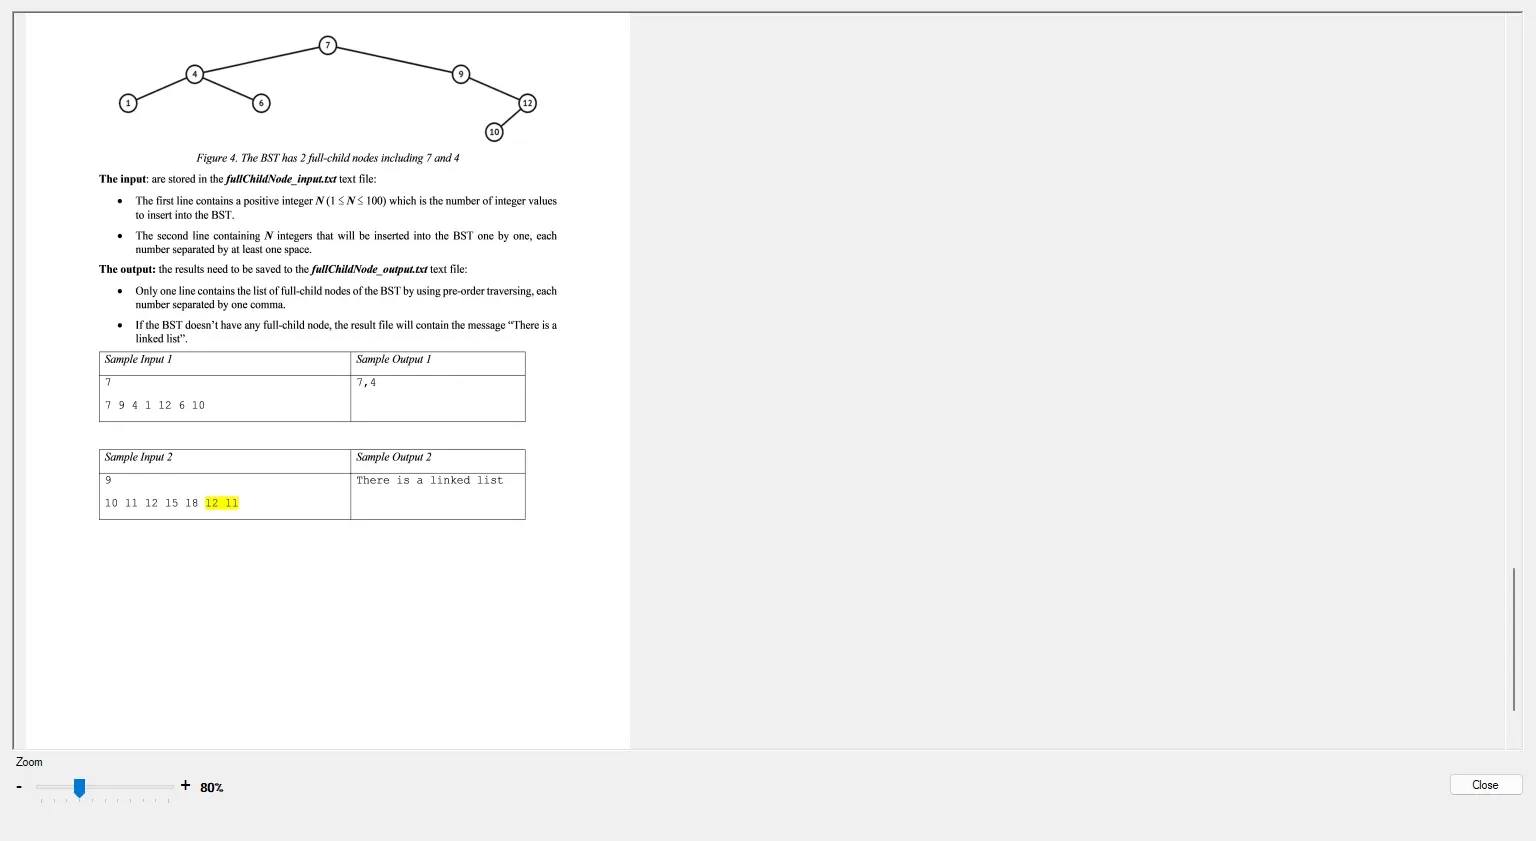 7
4
9
1
6
12
10
Figure 4. The BST has 2 full-child nodes including 7 and 4
The input: are stored in the fullChildNode_input.txt text file:
• The first line contains a positive integer N (1 ≤ N ≤ 100) which is the number of integer values
to insert into the BST.
• The second line containing N integers that will be inserted into the BST one by one, each
number separated by at least one space.
The output: the results need to be saved to the fullChildNode_output.txt text file:
• Only one line contains the list of full-child nodes of the BST by using pre-order traversing, each
number separated by one comma.
• If the BST doesn't have any full-child node, the result file will contain the message “There is a
linked list”.
Sample Input 1
Sample Output 1
7
7,4
7 9 4 1 12 6 10
Sample Input 2
Sample Output 2
9
There is a linked list
10 11 12 15 18 12 11
Zoom
- + 80%
Close